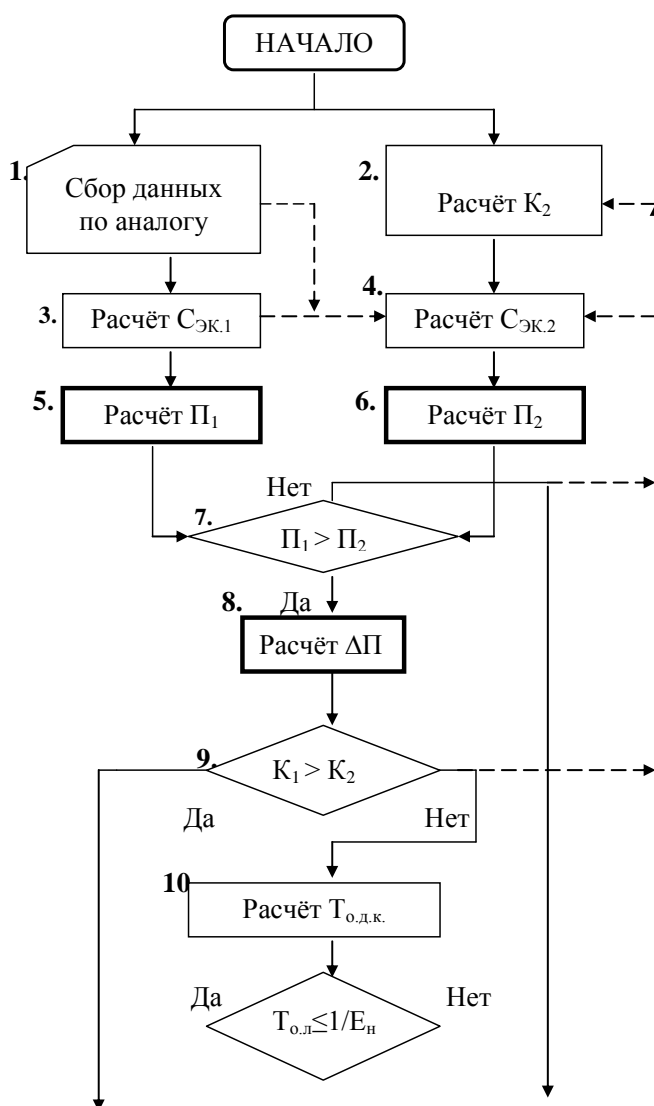 НАЧАЛО
1.
Сбор данных
по аналогу
2.
Расчёт К₂
3.
Расчёт С_ЭК.1
4.
Расчёт С_ЭК.2
5.
Расчёт П₁
6.
Расчёт П₂
Нет
7.
П₁ > П₂
8.
Да
Расчёт ΔП
9.
К₁ > К₂
Да
Нет
10
Расчёт Т_о.д.к.
Да
Нет
Т_о.л≤1/Е_н